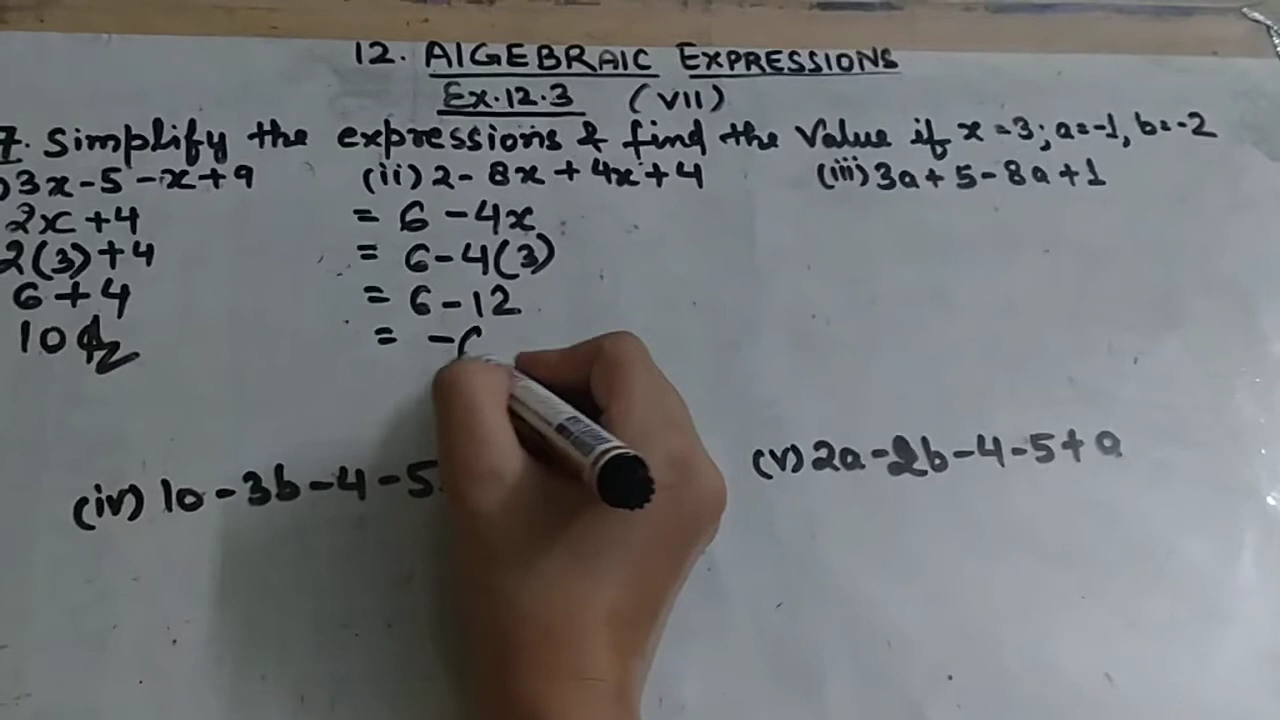 12. AlGEBRAIC EXPRESSIONS
Ex.12.3 (VII)
7. Simplify the expressions & find the Value if x=3; a=-1, b=-2
)3x-5-x+9 (ii) 2-8x+4x+4 (iii) 3a+5-8a+1
2x+4 = 6-4x
2(3)+4 = 6-4(3)
6+4 = 6-12
10 = -
(iv) 10-3b-4-5 (v) 2a-2b-4-5+a